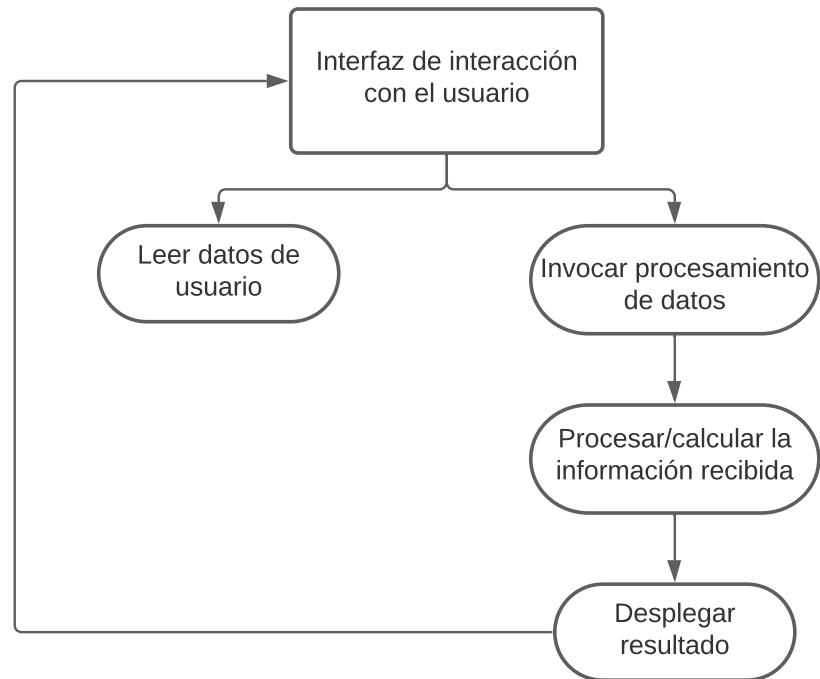 Interfaz de interacción
con el usuario
Leer datos de
usuario
Invocar procesamiento
de datos
Procesar/calcular la
información recibida
Desplegar
resultado